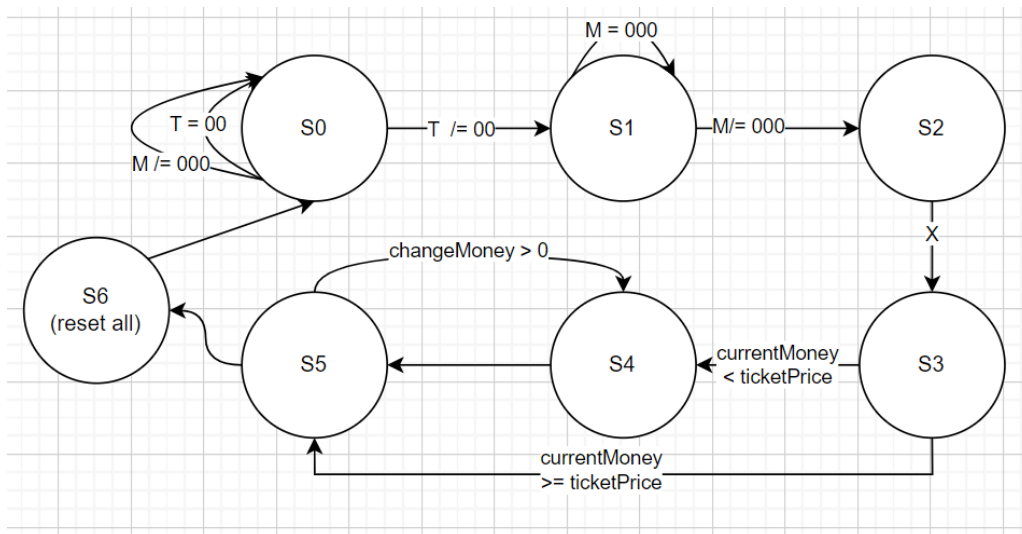 M = 000
T = 00
M /= 000
S0
T /= 00
S1
M/= 000
S2
X
changeMoney > 0
S6
(reset all)
S5
S4
currentMoney
< ticketPrice
S3
currentMoney
>= ticketPrice